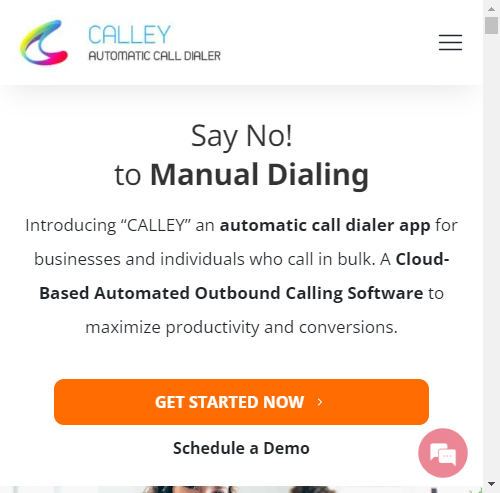 CALLEY
AUTOMATIC CALL DIALER
Say No!
to Manual Dialing
Introducing “CALLEY” an automatic call dialer app for
businesses and individuals who call in bulk. A Cloud-
Based Automated Outbound Calling Software to
maximize productivity and conversions.
GET STARTED NOW
Schedule a Demo